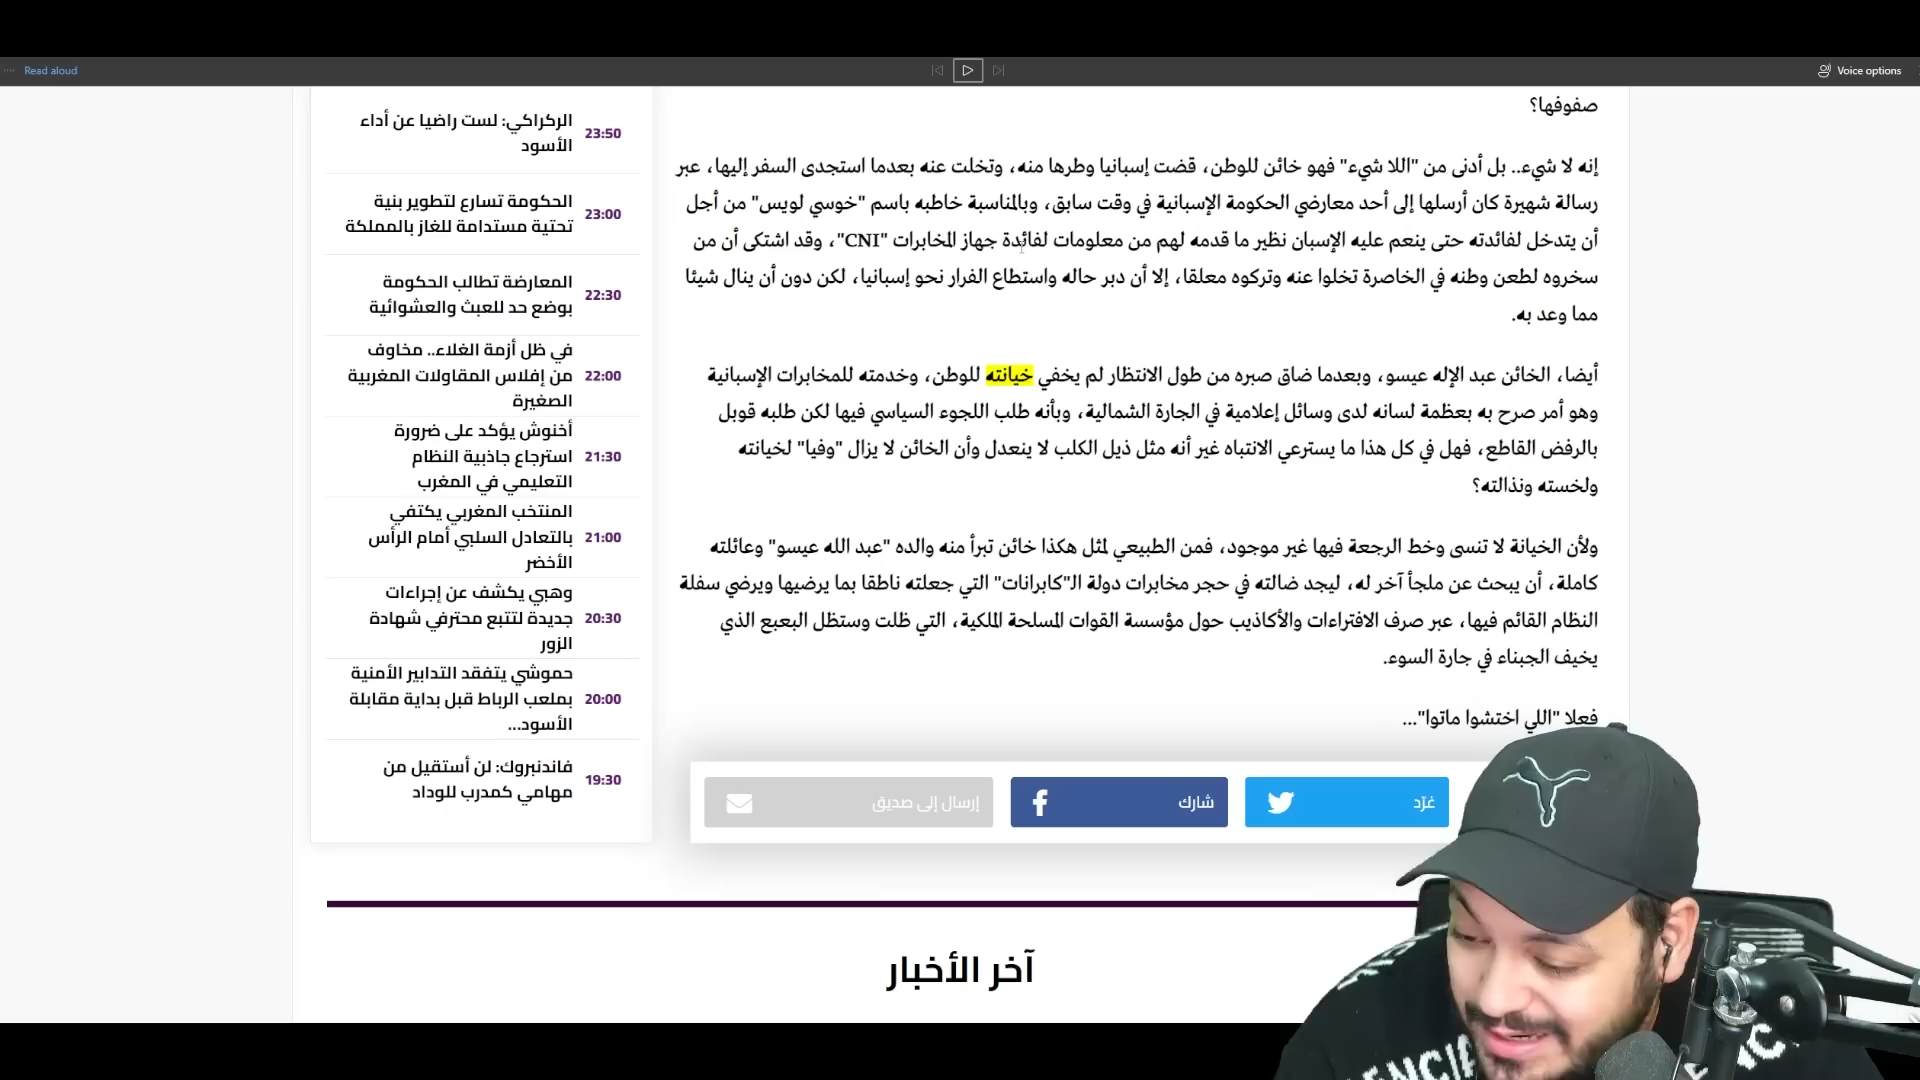 Read aloud
Voice options
صفوفها؟
إنه لا شيء.. بل أدنى من "اللا شيء" فهو خائن للوطن، قضت إسبانيا وطرها منه، وتخلت عنه بعدما استجدى السفر إليها، عبر
رسالة شهيرة كان أرسلها إلى أحد معارضي الحكومة الإسبانية في وقت سابق، وبالمناسبة خاطبه باسم "خوسي لويس" من أجل
أن يتدخل لفائدته حتى ينعم عليه الإسبان نظير ما قدمه لهم من معلومات لفائدة جهاز المخابرات "CNI"، وقد اشتكى أن من
سخروه لطعن وطنه في الخاصرة تخلوا عنه وتركوه معلقا، إلا أن دبر حاله واستطاع الفرار نحو إسبانيا، لكن دون أن ينال شيئا
مما وعد به.
أيضا، الخائن عبد الإله عيسو، وبعدما ضاق صبره من طول الانتظار لم يخفي خيانته للوطن، وخدمته للمخابرات الإسبانية
وهو أمر صرح به بعظمة لسانه لدى وسائل إعلامية في الجارة الشمالية، وبأنه طلب اللجوء السياسي فيها لكن طلبه قوبل
بالرفض القاطع، فهل في كل هذا ما يسترعي الانتباه غير أنه مثل ذيل الكلب لا ينعدل وأن الخائن لا يزال "وفيا" لخيانته
ولخسته ونذالته؟
ولأن الخيانة لا تنسى وخط الرجعة فيها غير موجود، فمن الطبيعي لمثل هكذا خائن تبرأ منه والده "عبد الله عيسو" وعائلته
كاملة، أن يبحث عن ملجأ آخر له، ليجد ضالته في حجر مخابرات دولة الـ"كابرانات" التي جعلته ناطقا بما يرضيها ويرضي سفلة
النظام القائم فيها، عبر صرف الافتراءات والأكاذيب حول مؤسسة القوات المسلحة الملكية، التي ظلت وستظل البعبع الذي
يخيف الجبناء في جارة السوء.
فعلا "اللي اختشوا ماتوا"...
غرّد
شارك
إرسال إلى صديق
23:50
الركراكي: لست راضيا عن أداء
الأسود
23:00
الحكومة تسارع لتطوير بنية
تحتية مستدامة للغاز بالمملكة
22:30
المعارضة تطالب الحكومة
بوضع حد للعبث والعشوائية
22:00
في ظل أزمة الغلاء.. مخاوف
من إفلاس المقاولات المغربية
الصغيرة
21:30
أخنوش يؤكد على ضرورة
استرجاع جاذبية النظام
التعليمي في المغرب
21:00
المنتخب المغربي يكتفي
بالتعادل السلبي أمام الرأس
الأخضر
20:30
وهبي يكشف عن إجراءات
جديدة لتتبع محترفي شهادة
الزور
20:00
حموشي يتفقد التدابير الأمنية
بملعب الرباط قبل بداية مقابلة
الأسود...
19:30
فاندنبروك: لن أستقيل من
مهامي كمدرب للوداد
آخر الأخبار